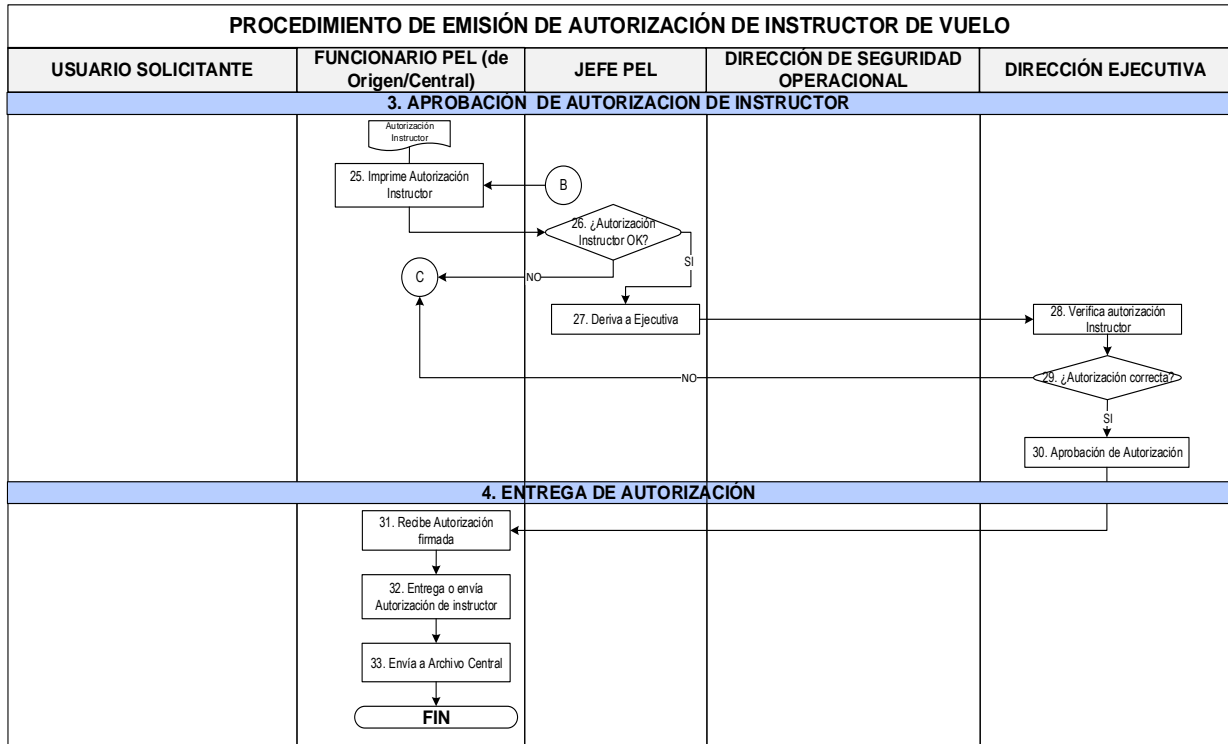 PROCEDIMIENTO DE EMISIÓN DE AUTORIZACIÓN DE INSTRUCTOR DE VUELO
USUARIO SOLICITANTE
FUNCIONARIO PEL (de
Origen/Central)
JEFE PEL
DIRECCIÓN DE SEGURIDAD
OPERACIONAL
DIRECCIÓN EJECUTIVA
3. APROBACIÓN DE AUTORIZACION DE INSTRUCTOR
Autorización
Instructor
25. Imprime Autorización
Instructor
B
26. ¿Autorización
Instructor OK?
SI
NO
C
27. Deriva a Ejecutiva
28. Verifica autorización
Instructor
29. ¿Autorización correcta?
NO
SI
30. Aprobación de Autorización
4. ENTREGA DE AUTORIZACIÓN
31. Recibe Autorización
firmada
32. Entrega o envía
Autorización de instructor
33. Envía a Archivo Central
FIN